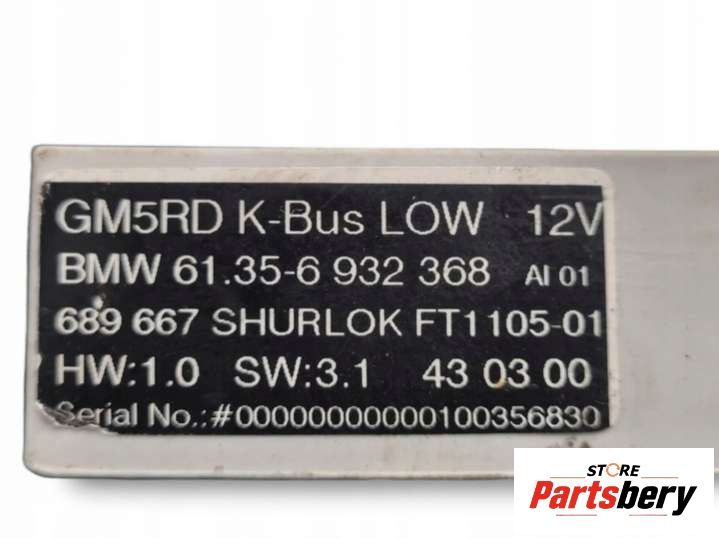 GM5RD K-Bus LOW 12V
BMW 61.35-6 932 368 AI 01
689 667 SHURLOK FT1105-01
HW:1.0 SW:3.1 43 03 00
Serial No.:#00000000000100356830
STORE
Partsbery